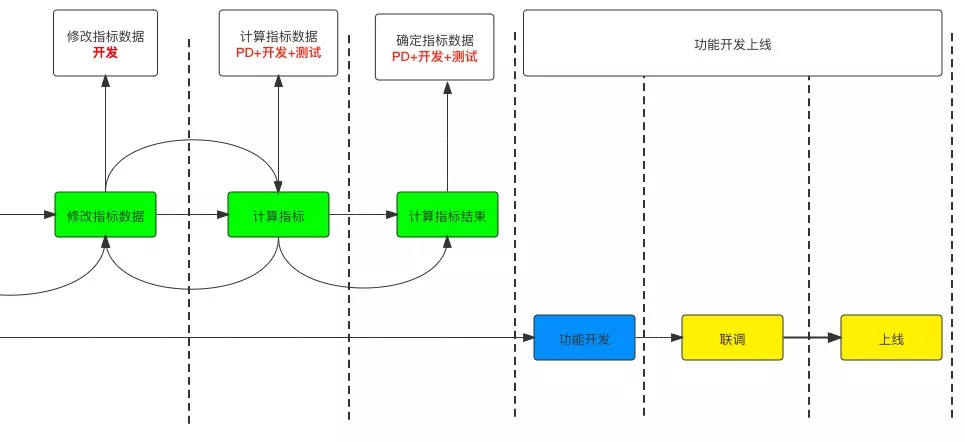 修改指标数据
开发
计算指标数据
PD+开发+测试
确定指标数据
PD+开发+测试
功能开发上线
修改指标数据
计算指标
计算指标结束
功能开发
联调
上线